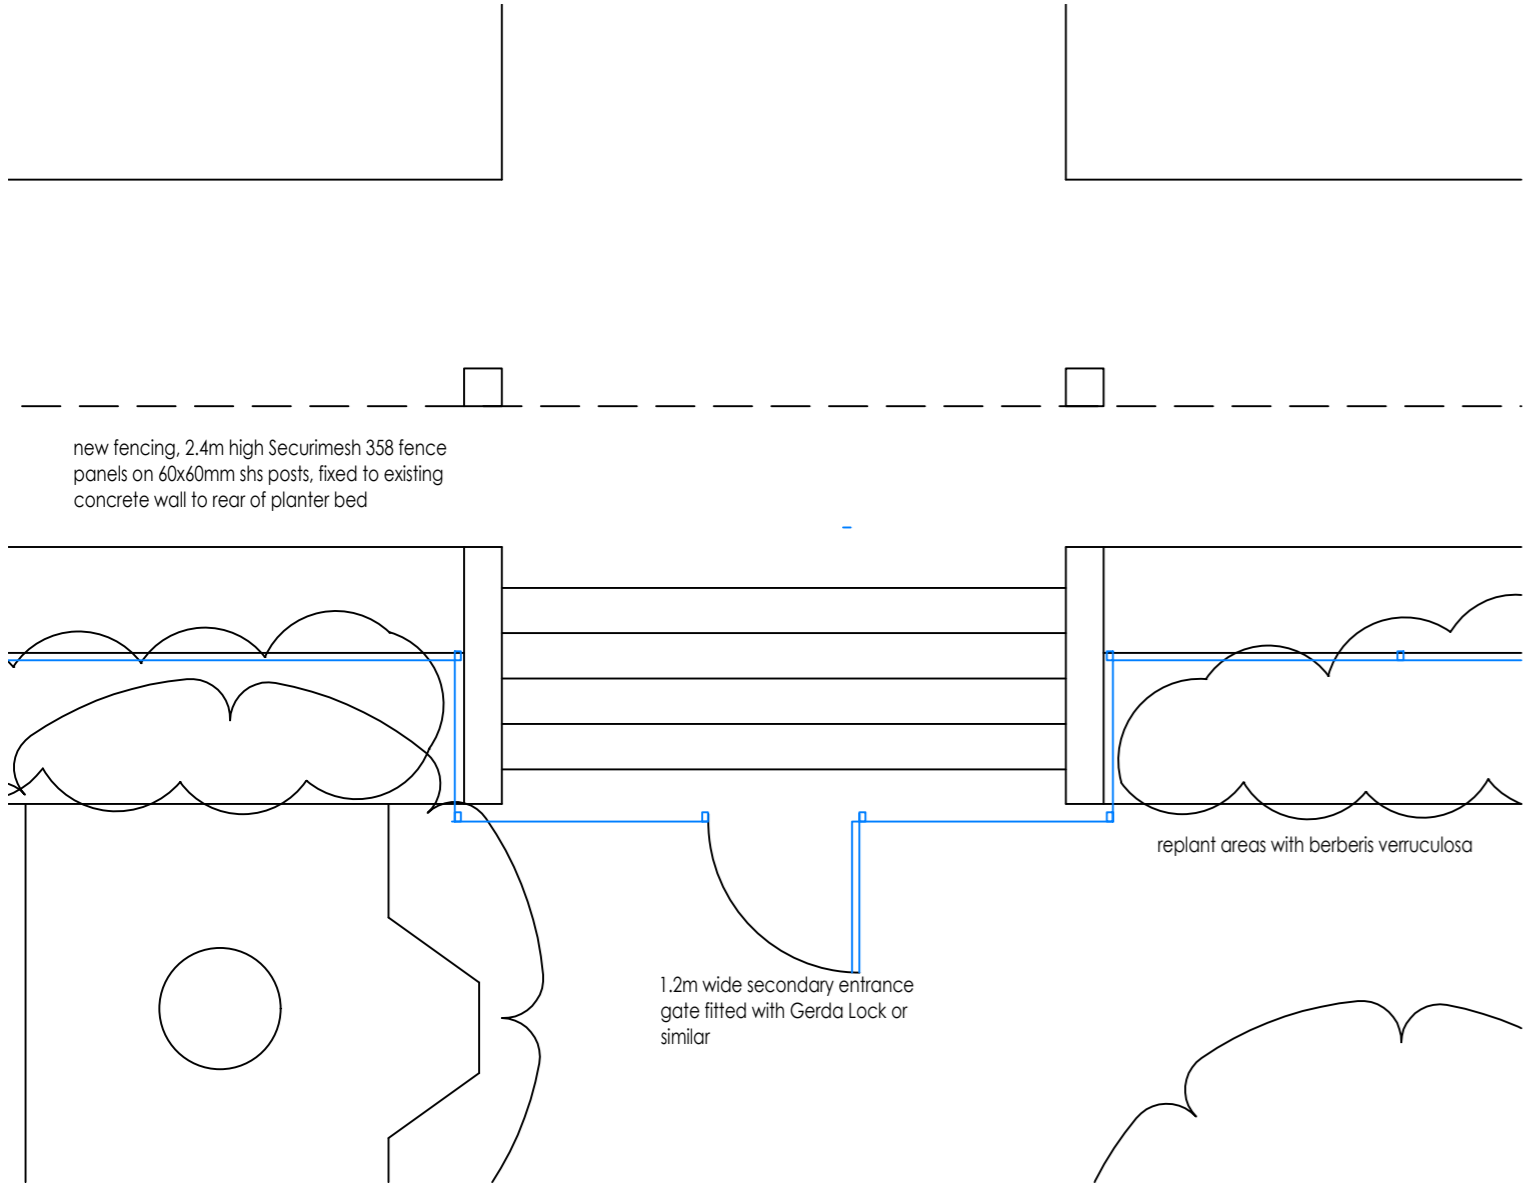 new fencing, 2.4m high Securimesh 358 fence
panels on 60x60mm shs posts, fixed to existing
concrete wall to rear of planter bed
replant areas with berberis verruculosa
1.2m wide secondary entrance
gate fitted with Gerda Lock or
similar